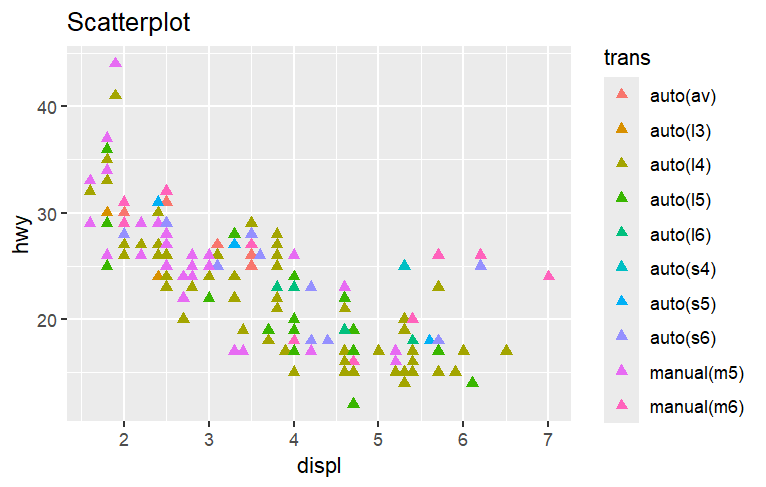 Scatterplot
trans
auto(av)
auto(l3)
auto(l4)
auto(l5)
auto(l6)
auto(s4)
auto(s5)
auto(s6)
manual(m5)
manual(m6)
hwy
40
30
20
2 3 4 5 6 7
displ